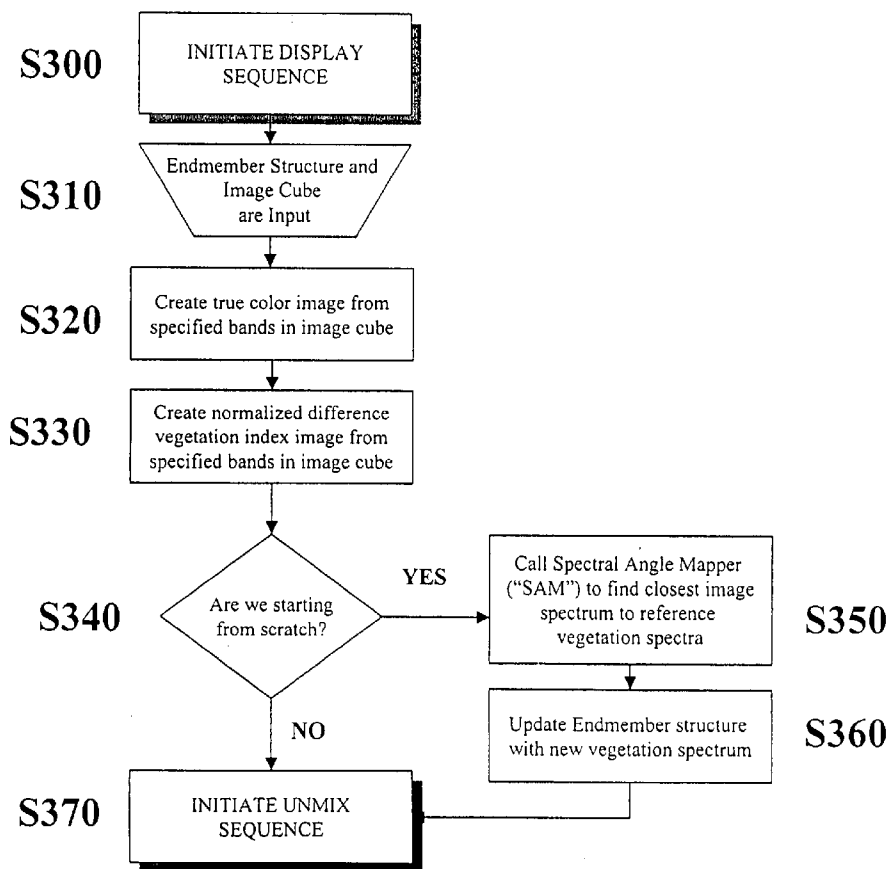 S300
INITIATE DISPLAY
SEQUENCE
S310
Endmember Structure and
Image Cube
are Input
S320
Create true color image from
specified bands in image cube
S330
Create normalized difference
vegetation index image from
specified bands in image cube
S340
Are we starting
from scratch?
YES
Call Spectral Angle Mapper
(“SAM”) to find closest image
spectrum to reference
vegetation spectra
S350
NO
Update Endmember structure
with new vegetation spectrum
S360
S370
INITIATE UNMIX
SEQUENCE